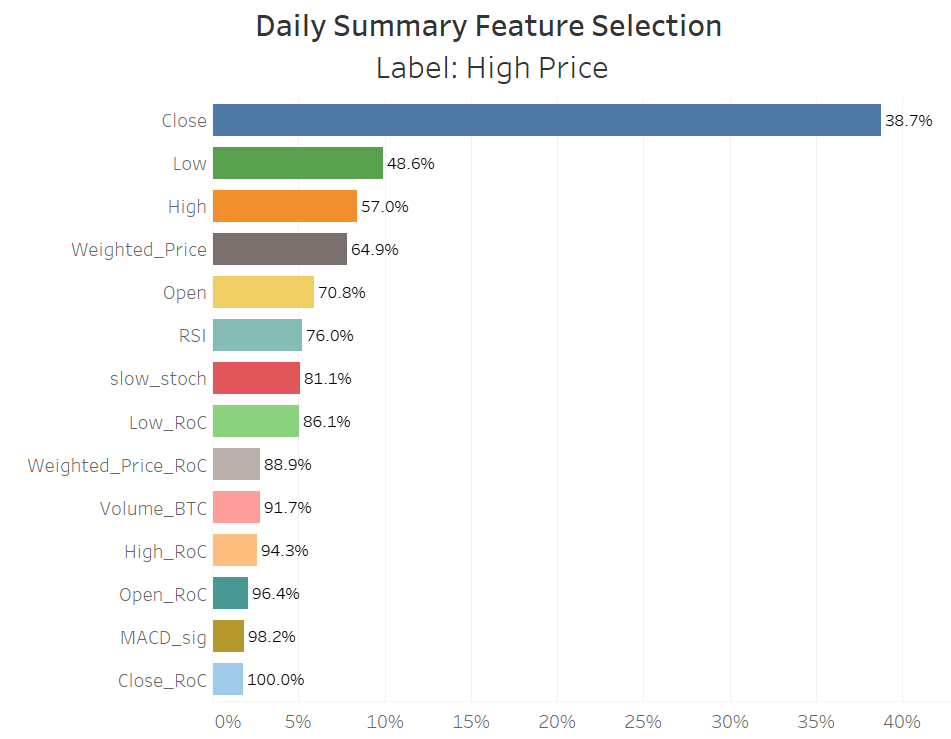 Daily Summary Feature Selection
Label: High Price
Close 38.7%
Low 48.6%
High 57.0%
Weighted_Price 64.9%
Open 70.8%
RSI 76.0%
slow_stoch 81.1%
Low_RoC 86.1%
Weighted_Price_RoC 88.9%
Volume_BTC 91.7%
High_RoC 94.3%
Open_RoC 96.4%
MACD_sig 98.2%
Close_RoC 100.0%
0% 5% 10% 15% 20% 25% 30% 35% 40%